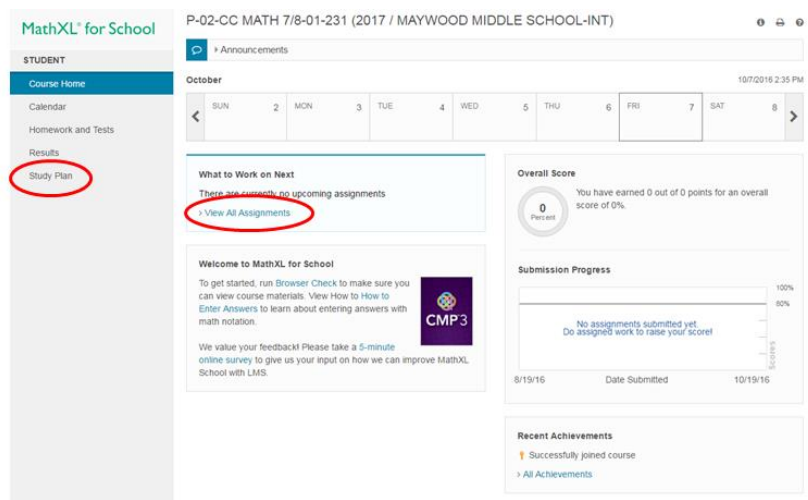 MathXL® for School
STUDENT
Course Home
Calendar
Homework and Tests
Results
Study Plan
P-02-CC MATH 7/8-01-231 (2017 / MAYWOOD MIDDLE SCHOOL-INT)
Announcements
October
10/7/2016 2:35 PM
SUN 2 MON 3 TUE 4 WED 5 THU 6 FRI 7 SAT 8
What to Work on Next
There are currently no upcoming assignments
› View All Assignments
Welcome to MathXL for School
To get started, run Browser Check to make sure you
can view course materials. View How to How to
Enter Answers to learn about entering answers with
math notation.
CMP3
We value your feedback! Please take a 5-minute
online survey to give us your input on how we can improve MathXL
School with LMS.
Overall Score
0
Percent
You have earned 0 out of 0 points for an overall
score of 0%.
Submission Progress
100%
80%
No assignments submitted yet.
Do assigned work to raise your score!
Scores
8/19/16 Date Submitted 10/19/16
Recent Achievements
Successfully joined course
› All Achievements